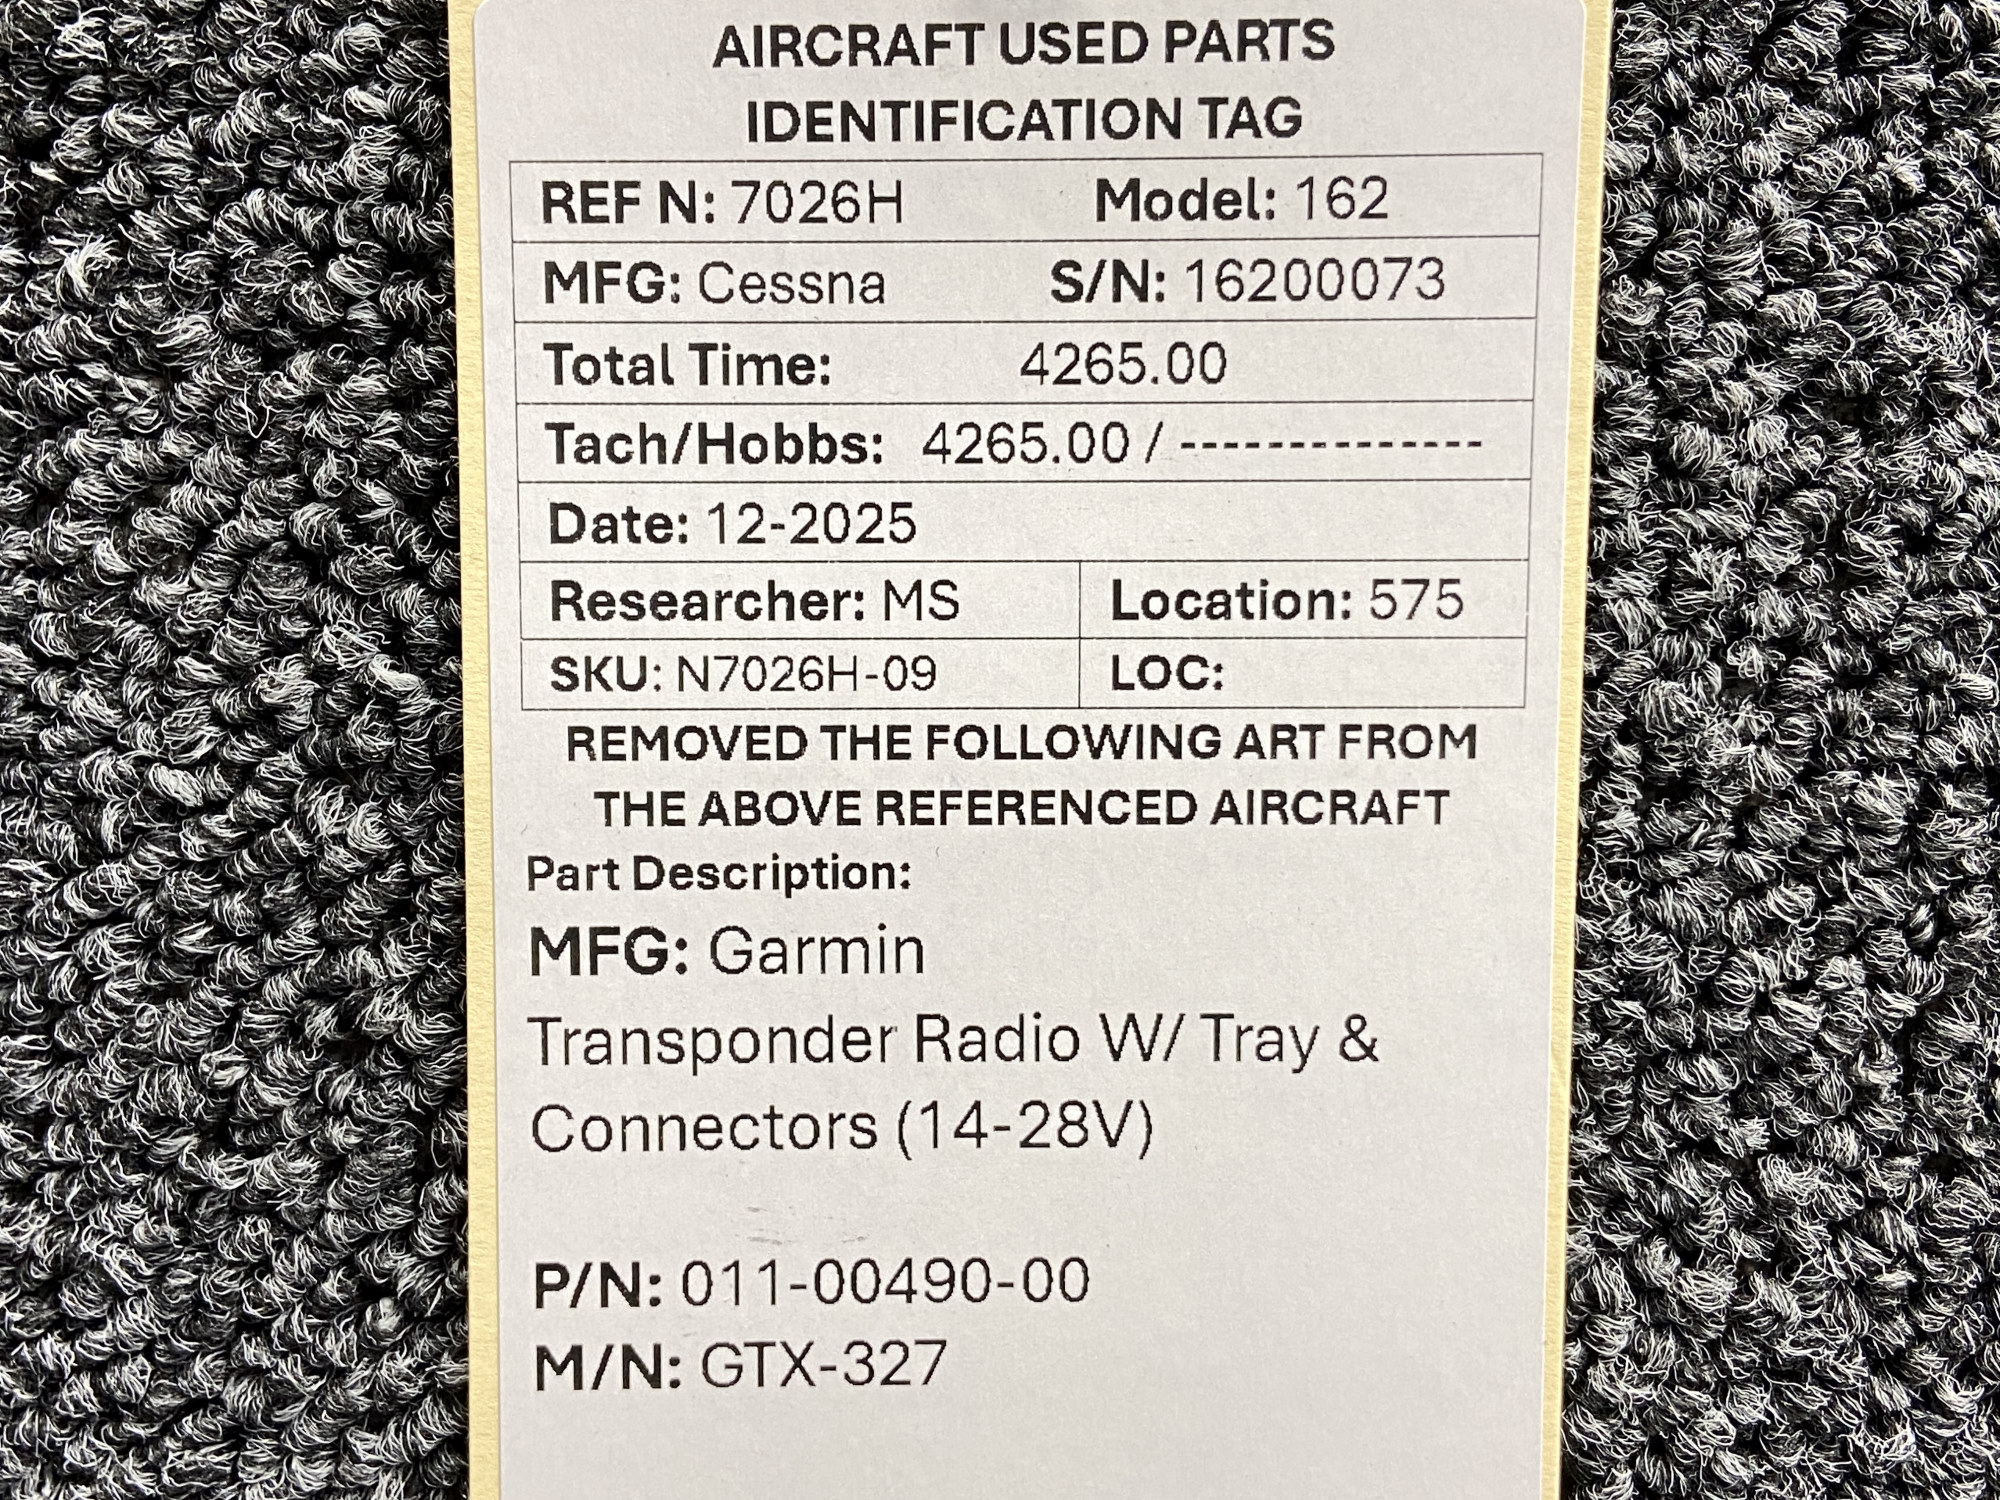 AIRCRAFT USED PARTS
IDENTIFICATION TAG
REF N: 7026H Model: 162
MFG: Cessna S/N: 16200073
Total Time: 4265.00
Tach/Hobbs: 4265.00 / --------------
Date: 12-2025
Researcher: MS Location: 575
SKU: N7026H-09 LOC:
REMOVED THE FOLLOWING ART FROM
THE ABOVE REFERENCED AIRCRAFT
Part Description:
MFG: Garmin
Transponder Radio W/ Tray &
Connectors (14-28V)
P/N: 011-00490-00
M/N: GTX-327